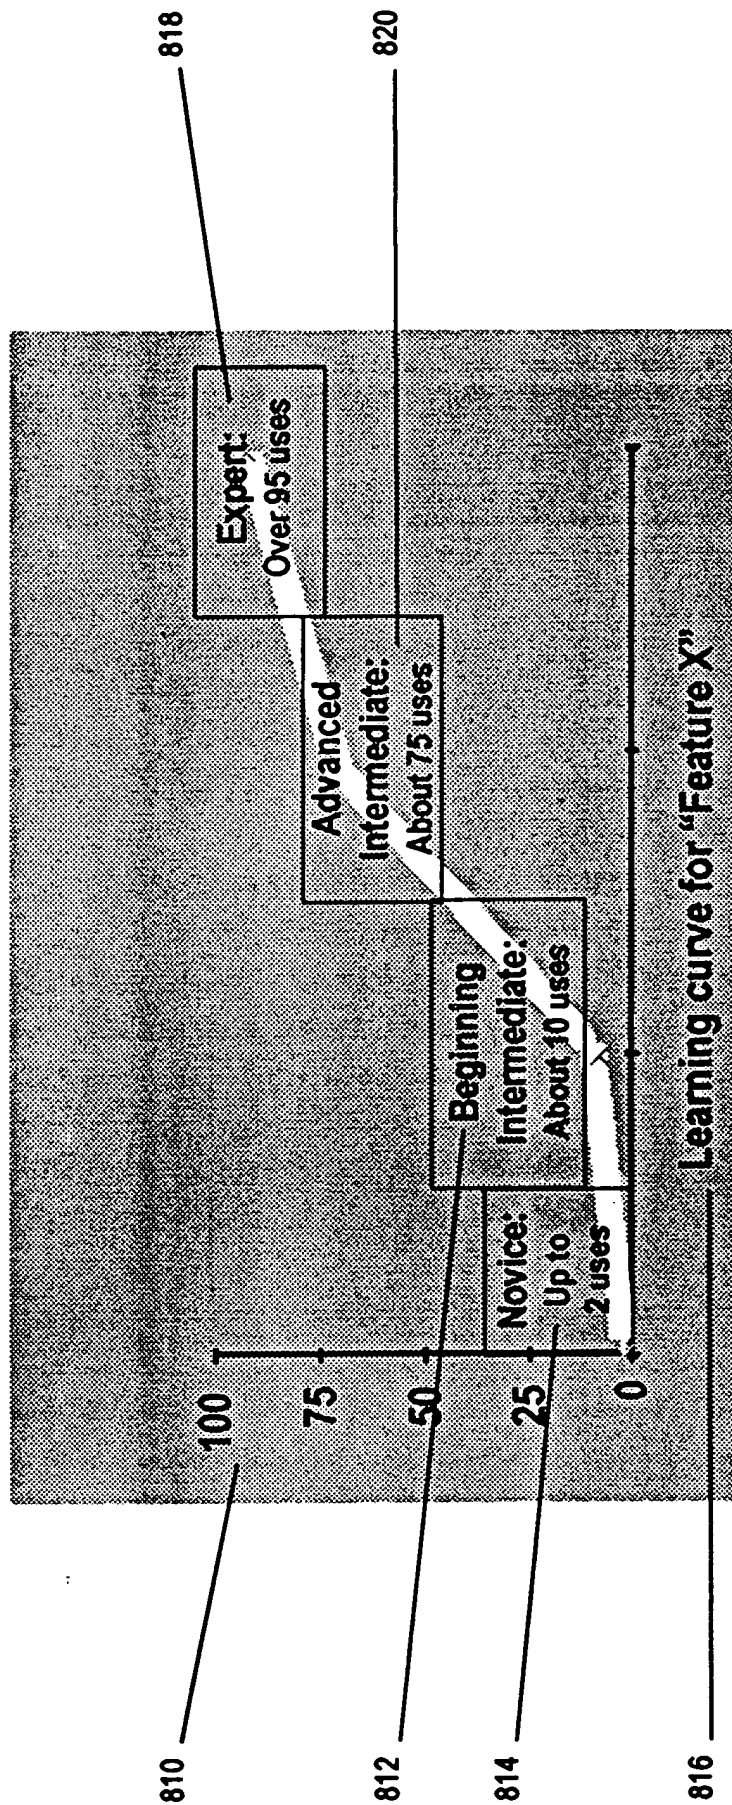 818
820
Expert:
Over 95 uses
Advanced
Intermediate:
About 75 uses
Beginning
Intermediate:
About 10 uses
Novice:
Up to
2 uses
100
75
50
25
0
Learning curve for “Feature X”
810
812
814
816